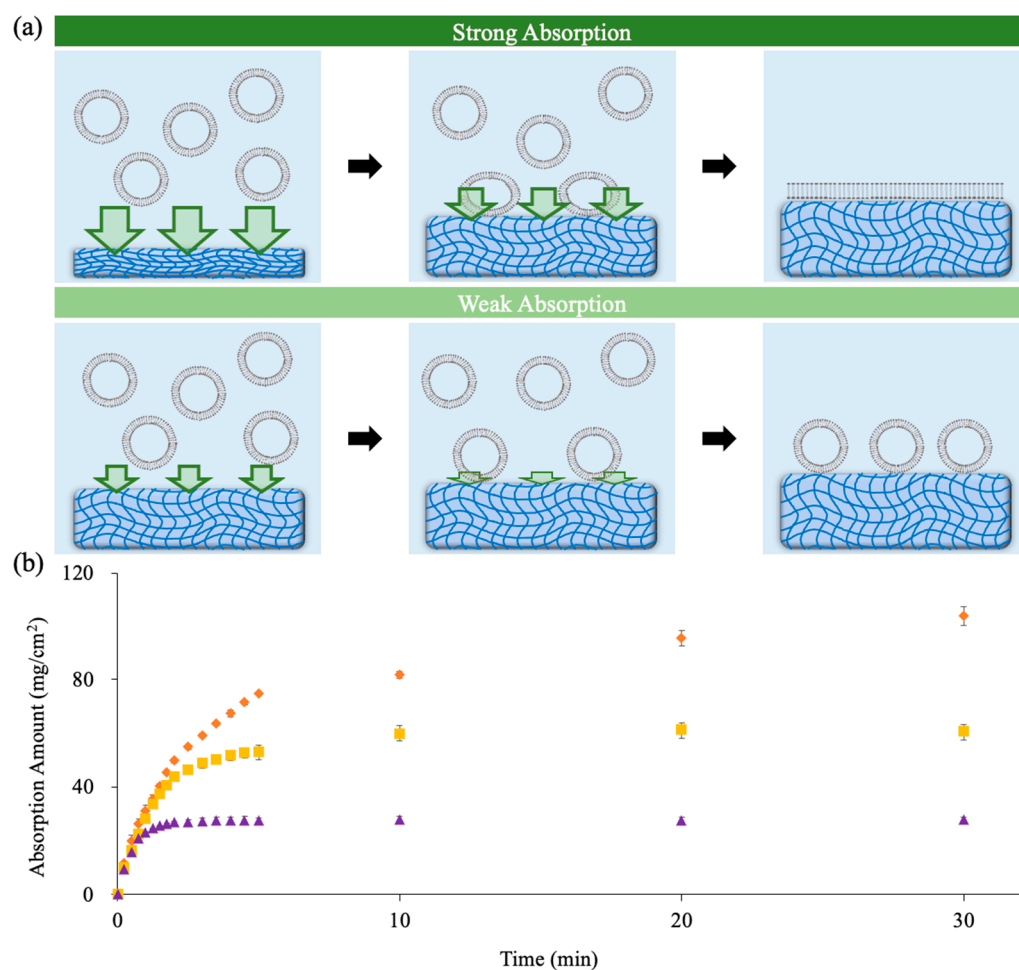 (a)
Strong Absorption
Weak Absorption
(b)
120
80
40
0
Absorption Amount (mg/cm²)
0
10
20
30
Time (min)